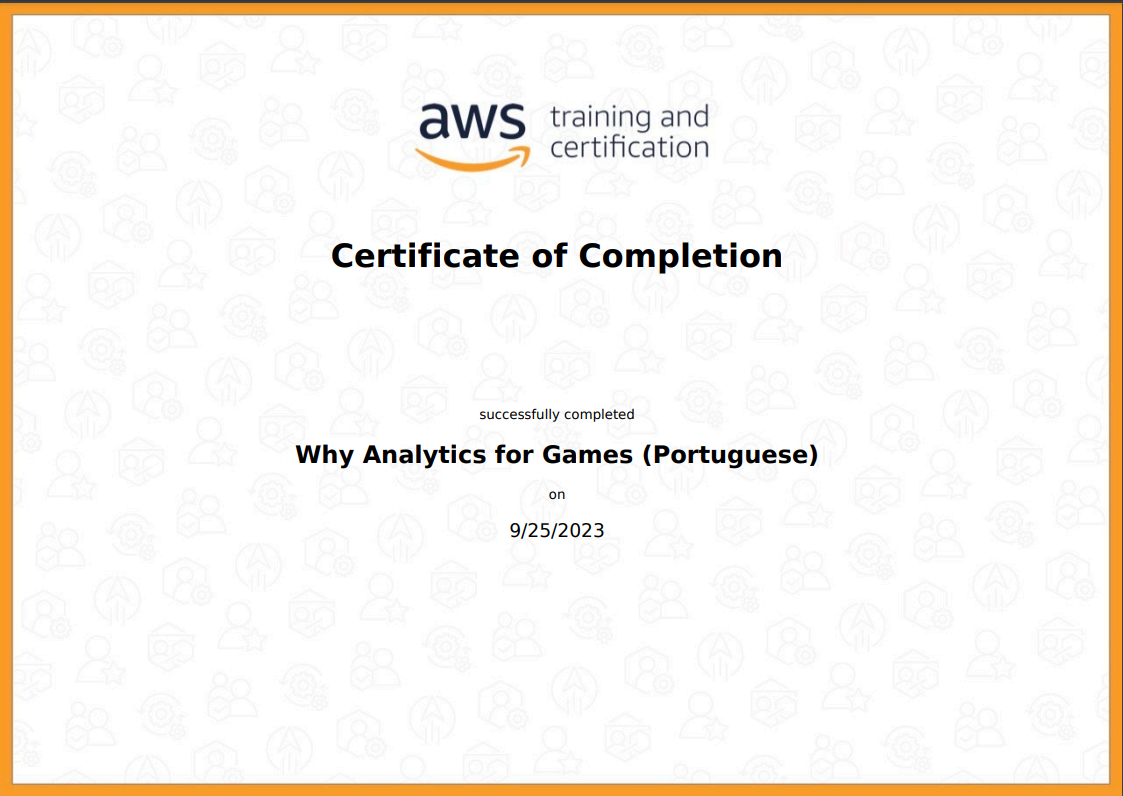 aws training and
certification
Certificate of Completion
successfully completed
Why Analytics for Games (Portuguese)
on
9/25/2023